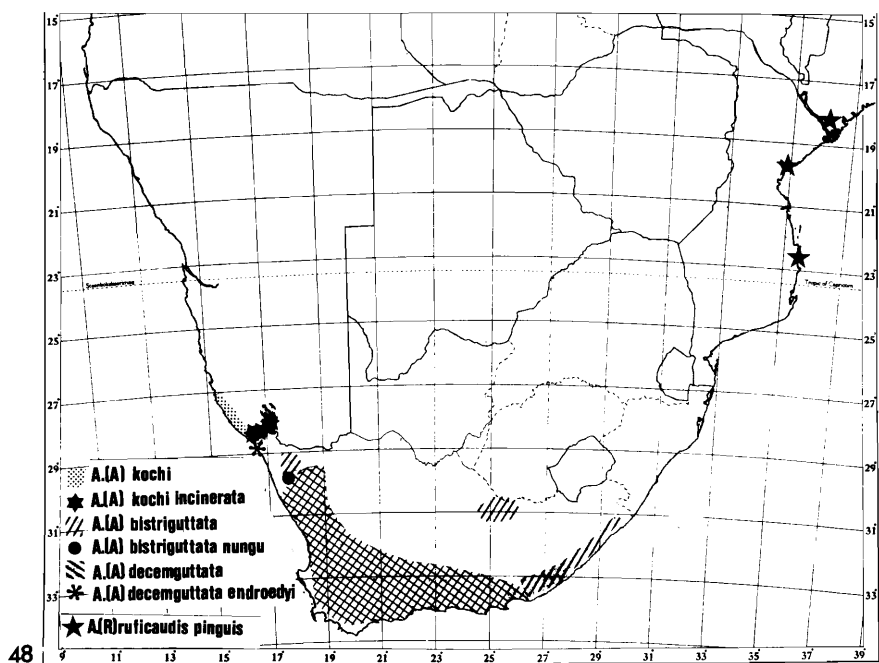 15° 15°
17° 17°
19° 19°
21° 21°
23° 23°
Tropic of Capricorn
25° 25°
27° 27°
29° 29°
31° 31°
33° 33°
A.(A) kochi
A.(A) kochi incinerata
A.(A) bistriguttata
A.(A) bistriguttata nungu
A.(A) decemguttata
A.(A) decemguttata endroedyi
A.(R) ruficaudis pinguis
48
9 11 13 15 17 19 21 23 25 27 29 31 33 35 37 39